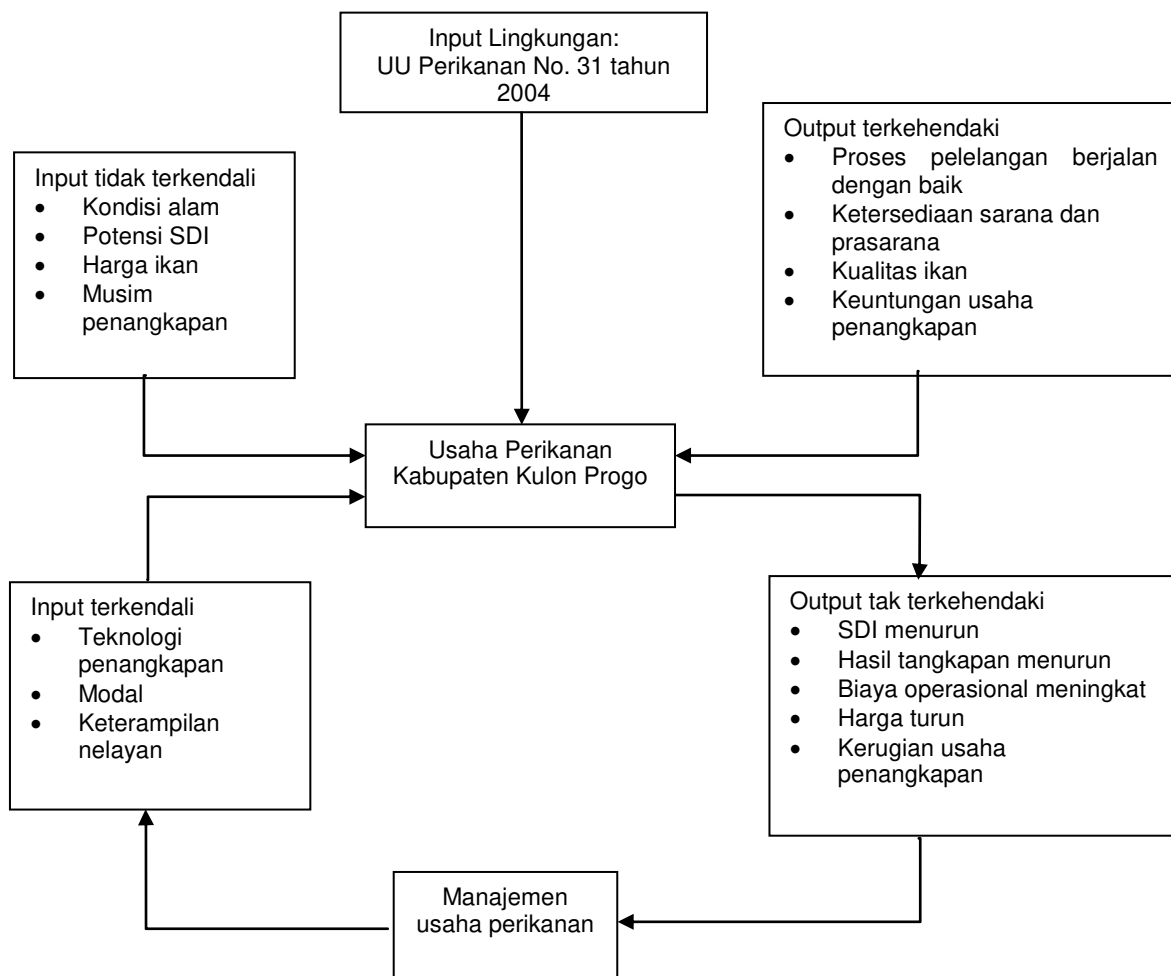 Input Lingkungan:
UU Perikanan No. 31 tahun
2004
Output terkehendaki
• Proses pelelangan berjalan
dengan baik
• Ketersediaan sarana dan
prasarana
• Kualitas ikan
• Keuntungan usaha
penangkapan
Input tidak terkendali
• Kondisi alam
• Potensi SDI
• Harga ikan
• Musim
penangkapan
Usaha Perikanan
Kabupaten Kulon Progo
Input terkendali
• Teknologi
penangkapan
• Modal
• Keterampilan
nelayan
Output tak terkehendaki
• SDI menurun
• Hasil tangkapan menurun
• Biaya operasional meningkat
• Harga turun
• Kerugian usaha
penangkapan
Manajemen
usaha perikanan